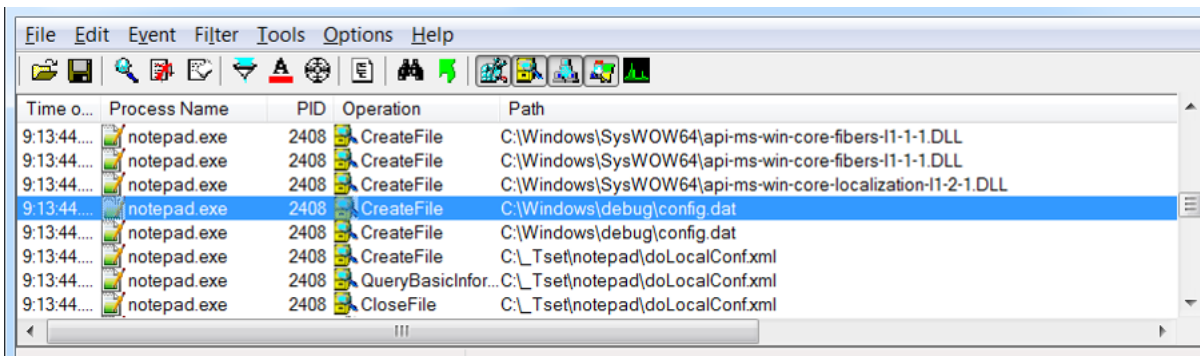 File Edit Event Filter Tools Options Help
Time o... Process Name PID Operation Path
9:13:44.... notepad.exe 2408 CreateFile C:\Windows\SysWOW64\api-ms-win-core-fibers-l1-1-1.DLL
9:13:44.... notepad.exe 2408 CreateFile C:\Windows\SysWOW64\api-ms-win-core-fibers-l1-1-1.DLL
9:13:44.... notepad.exe 2408 CreateFile C:\Windows\SysWOW64\api-ms-win-core-localization-l1-2-1.DLL
9:13:44.... notepad.exe 2408 CreateFile C:\Windows\debug\config.dat
9:13:44.... notepad.exe 2408 CreateFile C:\Windows\debug\config.dat
9:13:44.... notepad.exe 2408 CreateFile C:\_Tset\notepad\doLocalConf.xml
9:13:44.... notepad.exe 2408 QueryBasicInfor... C:\_Tset\notepad\doLocalConf.xml
9:13:44.... notepad.exe 2408 CloseFile C:\_Tset\notepad\doLocalConf.xml